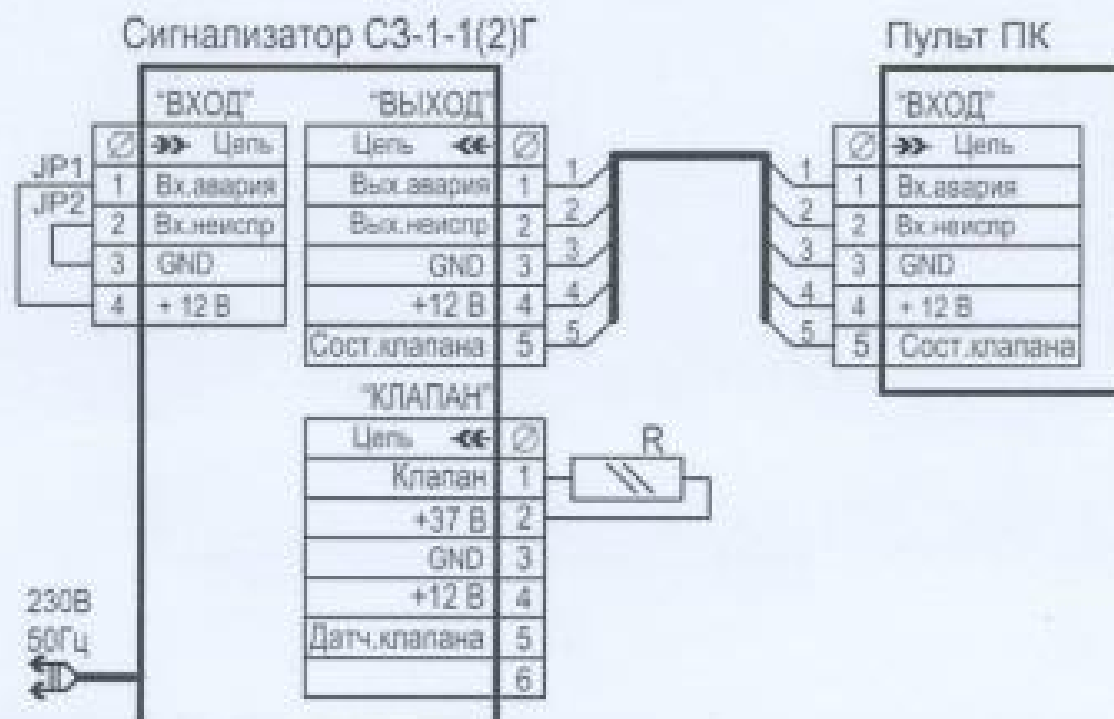 Сигнализатор СЗ-1-1(2)Г
Пульт ПК
"ВХОД"
Цепь
1 Вх.авария
2 Вх.неиспр
3 GND
4 + 12 В
JP1
JP2
"ВЫХОД"
Цепь
Вых.авария 1
Вых.неиспр 2
GND 3
+12 В 4
Сост.клапана 5
1
2
3
4
5
1
2
3
4
5
"ВХОД"
Цепь
1 Вх.авария
2 Вх.неиспр
3 GND
4 + 12 В
5 Сост.клапана
"КЛАПАН"
Цепь
Клапан 1
+37 В 2
GND 3
+12 В 4
Датч.клапана 5
6
R
230В
50Гц